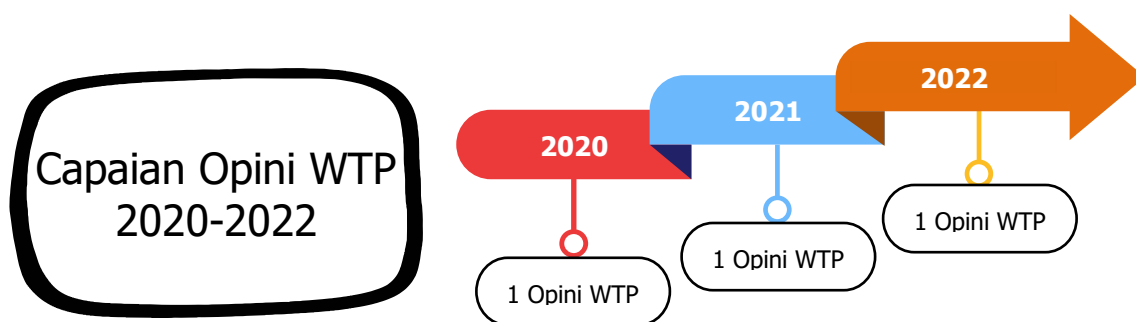 Capaian Opini WTP
2020-2022
2020
1 Opini WTP
2021
1 Opini WTP
2022
1 Opini WTP